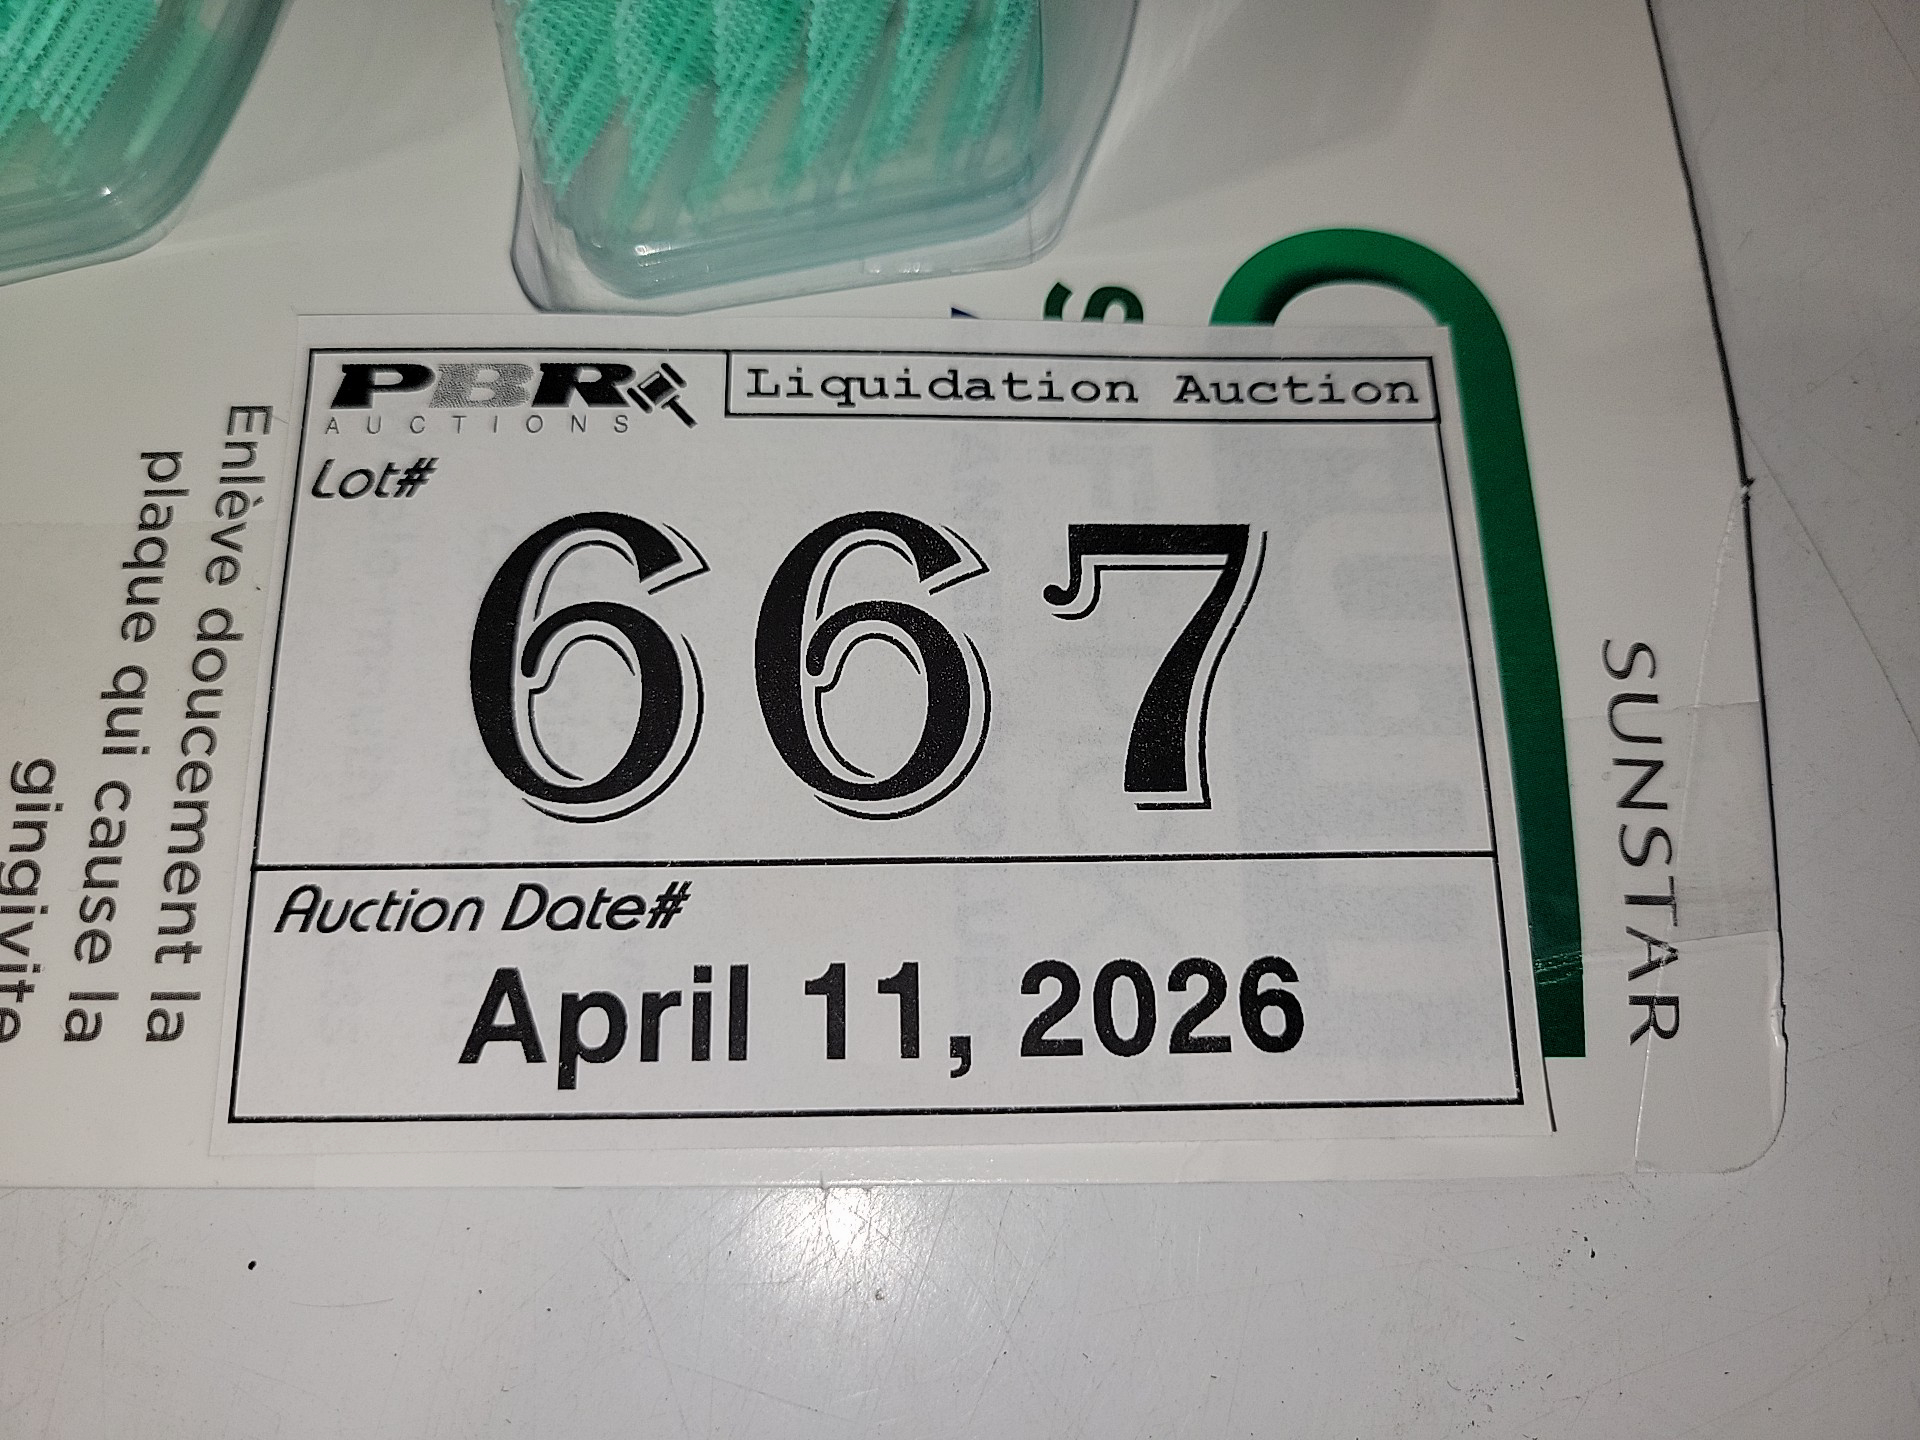 PBR
AUCTIONS
Liquidation Auction
Lot#
667
Auction Date#
April 11, 2026
Enlève doucement la
plaque qui cause la
gingivite
SUNSTAR